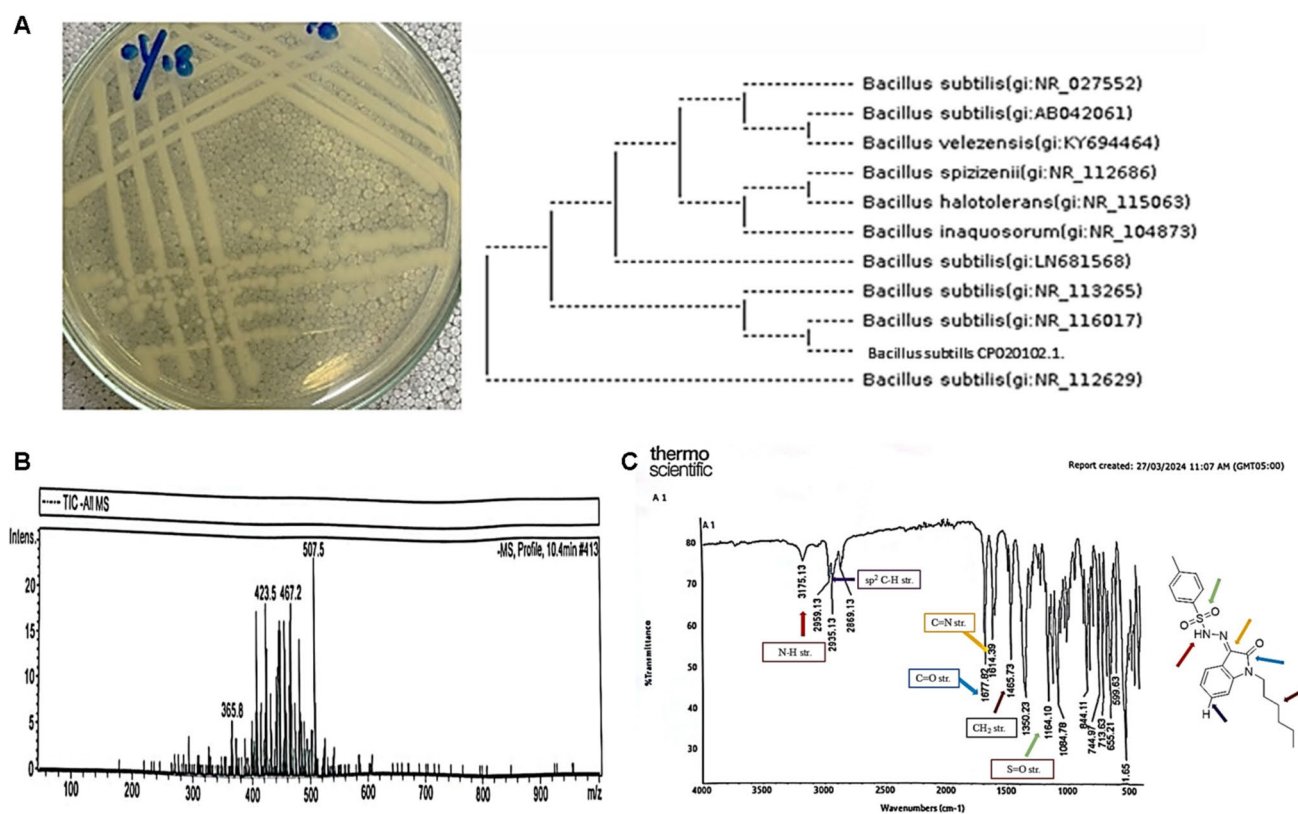 A
Bacillus subtilis(gi:NR_027552)
Bacillus subtilis(gi:AB042061)
Bacillus velezensis(gi:KY694464)
Bacillus spizizenii(gi:NR_112686)
Bacillus halotolerans(gi:NR_115063)
Bacillus inaquosorum(gi:NR_104873)
Bacillus subtilis(gi:LN681568)
Bacillus subtilis(gi:NR_113265)
Bacillus subtilis(gi:NR_116017)
Bacillus subtills CP020102.1.
Bacillus subtilis(gi:NR_112629)
B
TIC -All MS
Intens.
-MS, Profile, 10.4min #413
507.5
423.5
467.2
365.8
20
15
10
5
0
100
200
300
400
500
600
700
800
900
m/z
C
thermo
scientific
Report created: 27/03/2024 11:07 AM (GMT05:00)
A 1
A 1
%Transmittance
80
70
60
50
40
30
3175.13
2959.13
2935.13
2869.13
1677.82
1614.39
1465.73
1350.23
1164.10
1084.78
844.11
744.97
713.63
655.21
599.63
1.65
sp² C-H str.
N-H str.
C=N str.
C=O str.
CH₂ str.
S=O str.
4000
3000
2000
1500
1000
500
Wavenumbers (cm-1)
O
S
O
HN
N
O
N
H